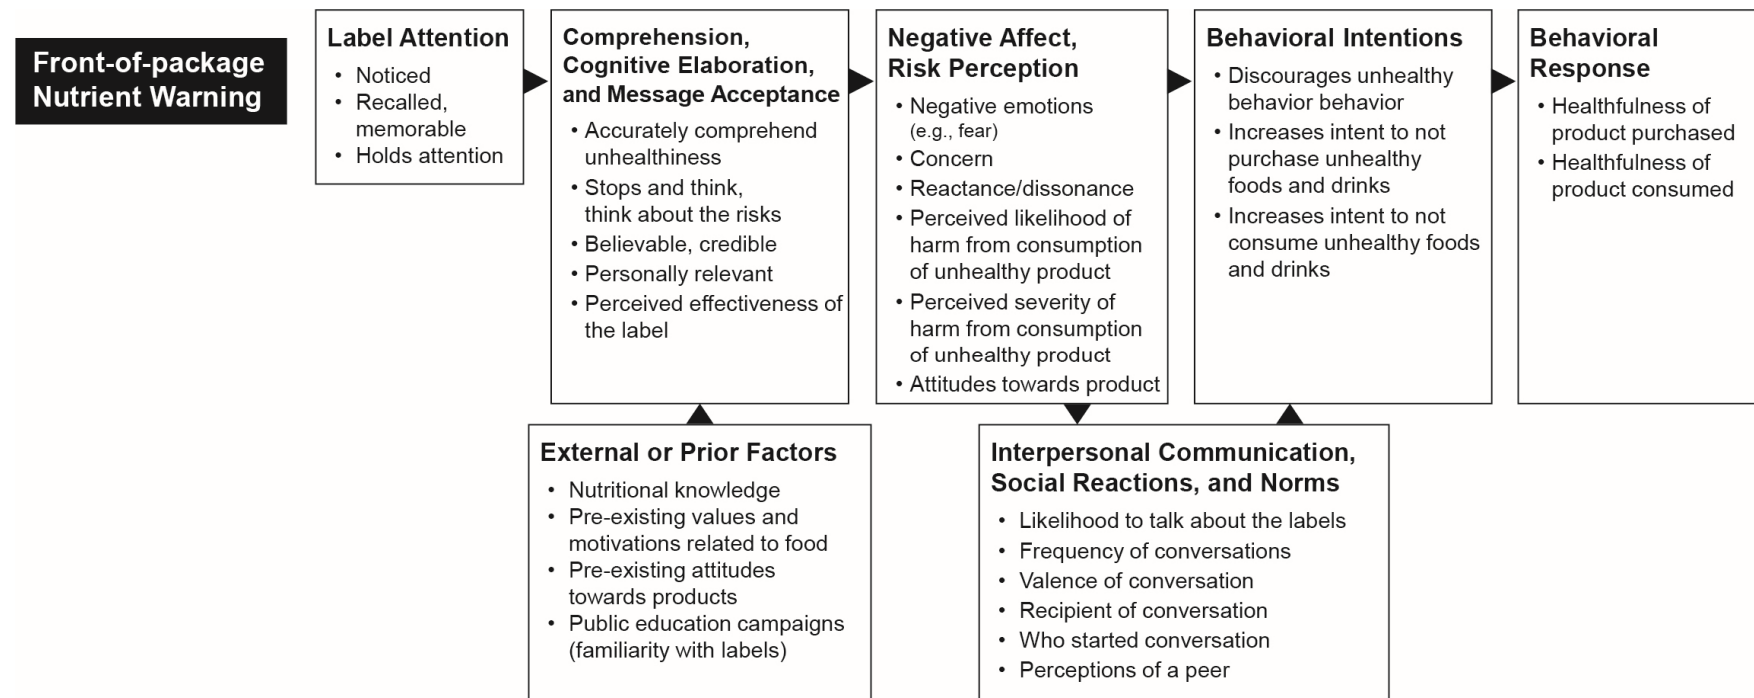 Front-of-package
Nutrient Warning
Label Attention
• Noticed
• Recalled,
memorable
• Holds attention
Comprehension,
Cognitive Elaboration,
and Message Acceptance
• Accurately comprehend
unhealthiness
• Stops and think,
think about the risks
• Believable, credible
• Personally relevant
• Perceived effectiveness of
the label
Negative Affect,
Risk Perception
• Negative emotions
(e.g., fear)
• Concern
• Reactance/dissonance
• Perceived likelihood of
harm from consumption
of unhealthy product
• Perceived severity of
harm from consumption
of unhealthy product
• Attitudes towards product
Behavioral Intentions
• Discourages unhealthy
behavior behavior
• Increases intent to not
purchase unhealthy
foods and drinks
• Increases intent to not
consume unhealthy foods
and drinks
Behavioral
Response
• Healthfulness of
product purchased
• Healthfulness of
product consumed
External or Prior Factors
• Nutritional knowledge
• Pre-existing values and
motivations related to food
• Pre-existing attitudes
towards products
• Public education campaigns
(familiarity with labels)
Interpersonal Communication,
Social Reactions, and Norms
• Likelihood to talk about the labels
• Frequency of conversations
• Valence of conversation
• Recipient of conversation
• Who started conversation
• Perceptions of a peer